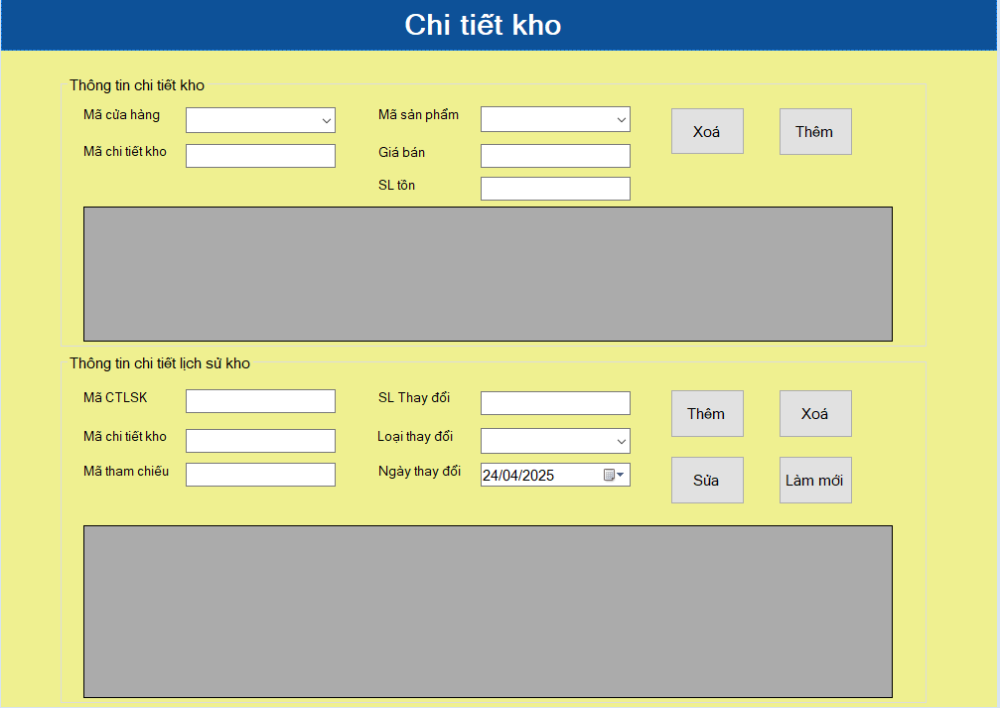 Chi tiết kho
Thông tin chi tiết kho
Mã cửa hàng
Mã sản phẩm
Xoá
Thêm
Mã chi tiết kho
Giá bán
SL tồn
Thông tin chi tiết lịch sử kho
Mã CTLSK
SL Thay đổi
Thêm
Xoá
Mã chi tiết kho
Loại thay đổi
Mã tham chiếu
Ngày thay đổi
24/04/2025
Sửa
Làm mới